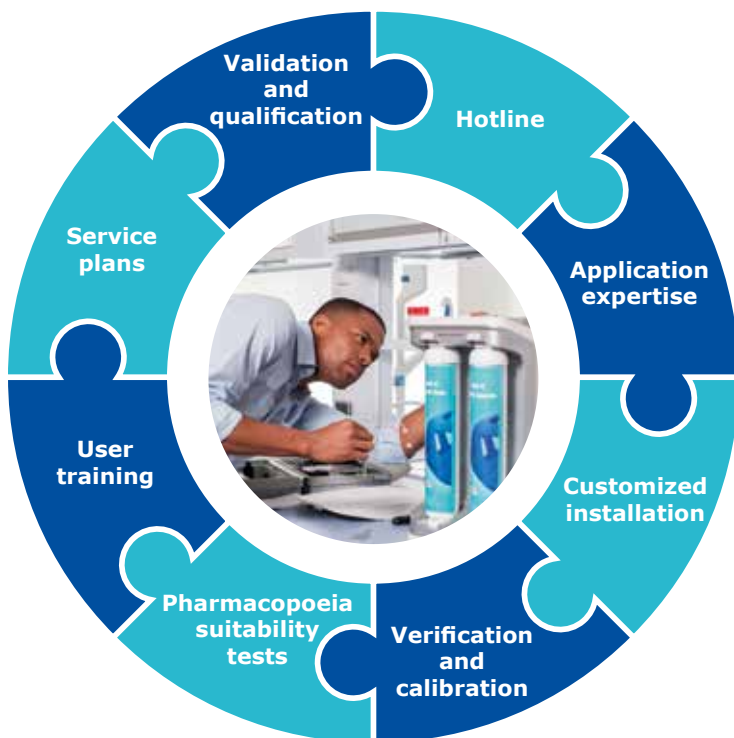 Validation
and
qualification
Hotline
Application
expertise
Customized
installation
Verification
and
calibration
Pharmacopoeia
suitability
tests
User
training
Service
plans